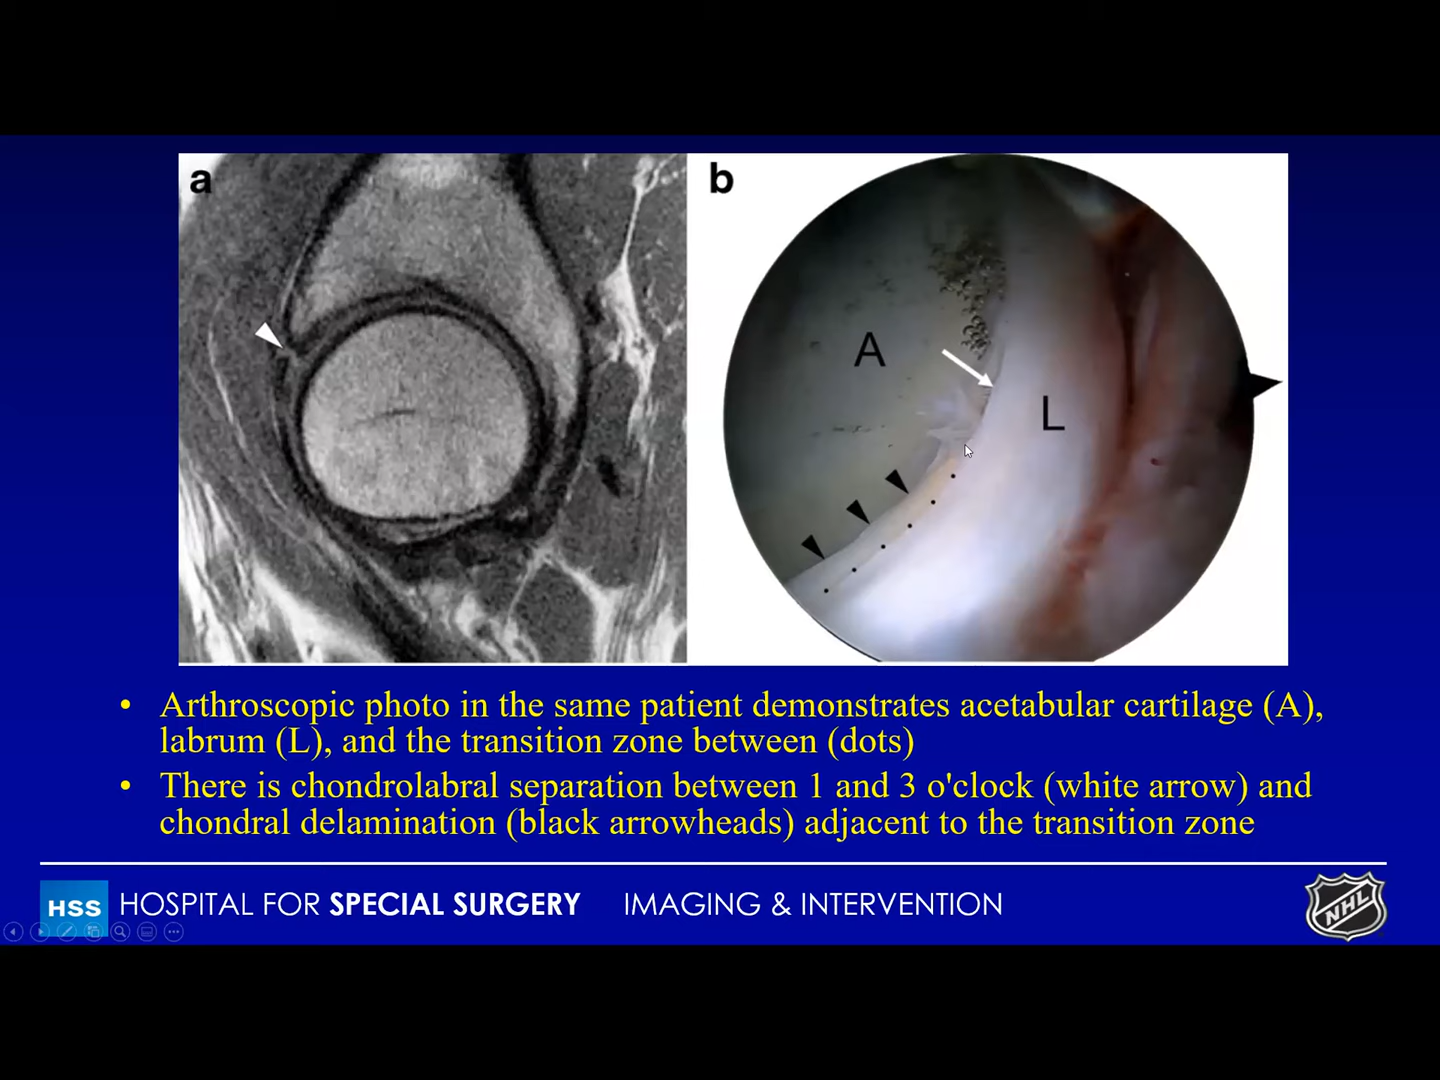 a
b
A
L
• Arthroscopic photo in the same patient demonstrates acetabular cartilage (A),
labrum (L), and the transition zone between (dots)
• There is chondrolabral separation between 1 and 3 o'clock (white arrow) and
chondral delamination (black arrowheads) adjacent to the transition zone
HSS HOSPITAL FOR SPECIAL SURGERY IMAGING & INTERVENTION
NHL